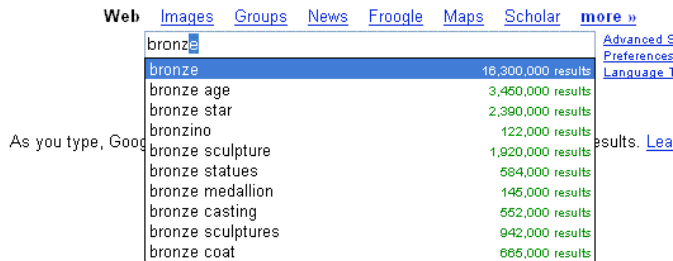 Web Images Groups News Froogle Maps Scholar more »
bronze
Advanced S
Preferences
Language T
bronze 16,300,000 results
bronze age 3,450,000 results
bronze star 2,390,000 results
bronzino 122,000 results
bronze sculpture 1,920,000 results
bronze statues 584,000 results
bronze medallion 145,000 results
bronze casting 552,000 results
bronze sculptures 942,000 results
bronze coat 665,000 results
As you type, Goog esults. Lea